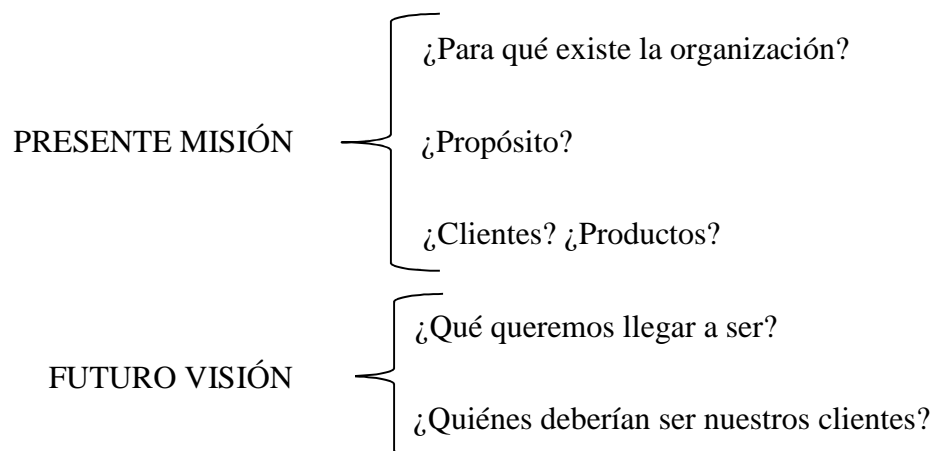 ¿Para qué existe la organización?
PRESENTE MISIÓN
¿Propósito?
¿Clientes? ¿Productos?
¿Qué queremos llegar a ser?
FUTURO VISIÓN
¿Quiénes deberían ser nuestros clientes?